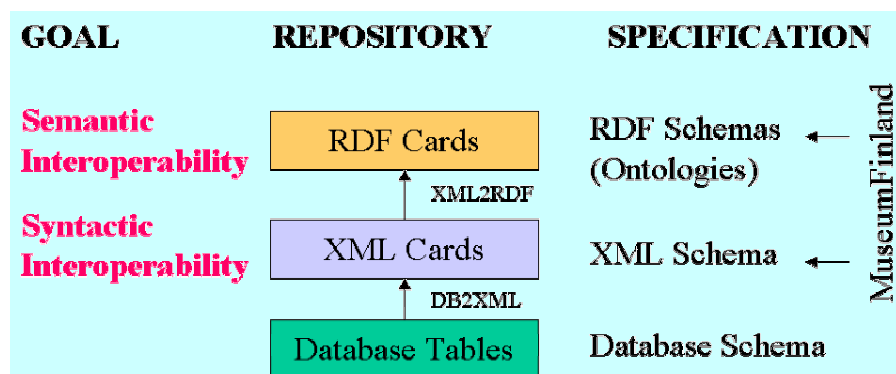 GOAL REPOSITORY SPECIFICATION
Semantic
Interoperability
RDF Cards
RDF Schemas
(Ontologies)
XML2RDF
Syntactic
Interoperability
XML Cards
XML Schema
DB2XML
Database Tables
Database Schema
MuseumFinland